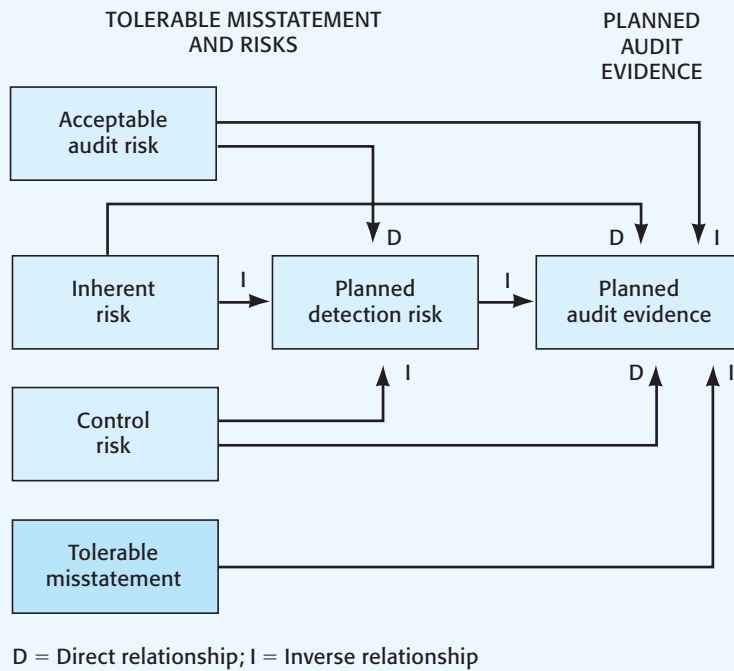 TOLERABLE MISSTATEMENT
AND RISKS
PLANNED
AUDIT
EVIDENCE
Acceptable
audit risk
D
D
I
Inherent
risk
I
Planned
detection risk
I
Planned
audit evidence
I
D
I
Control
risk
Tolerable
misstatement
D = Direct relationship; I = Inverse relationship